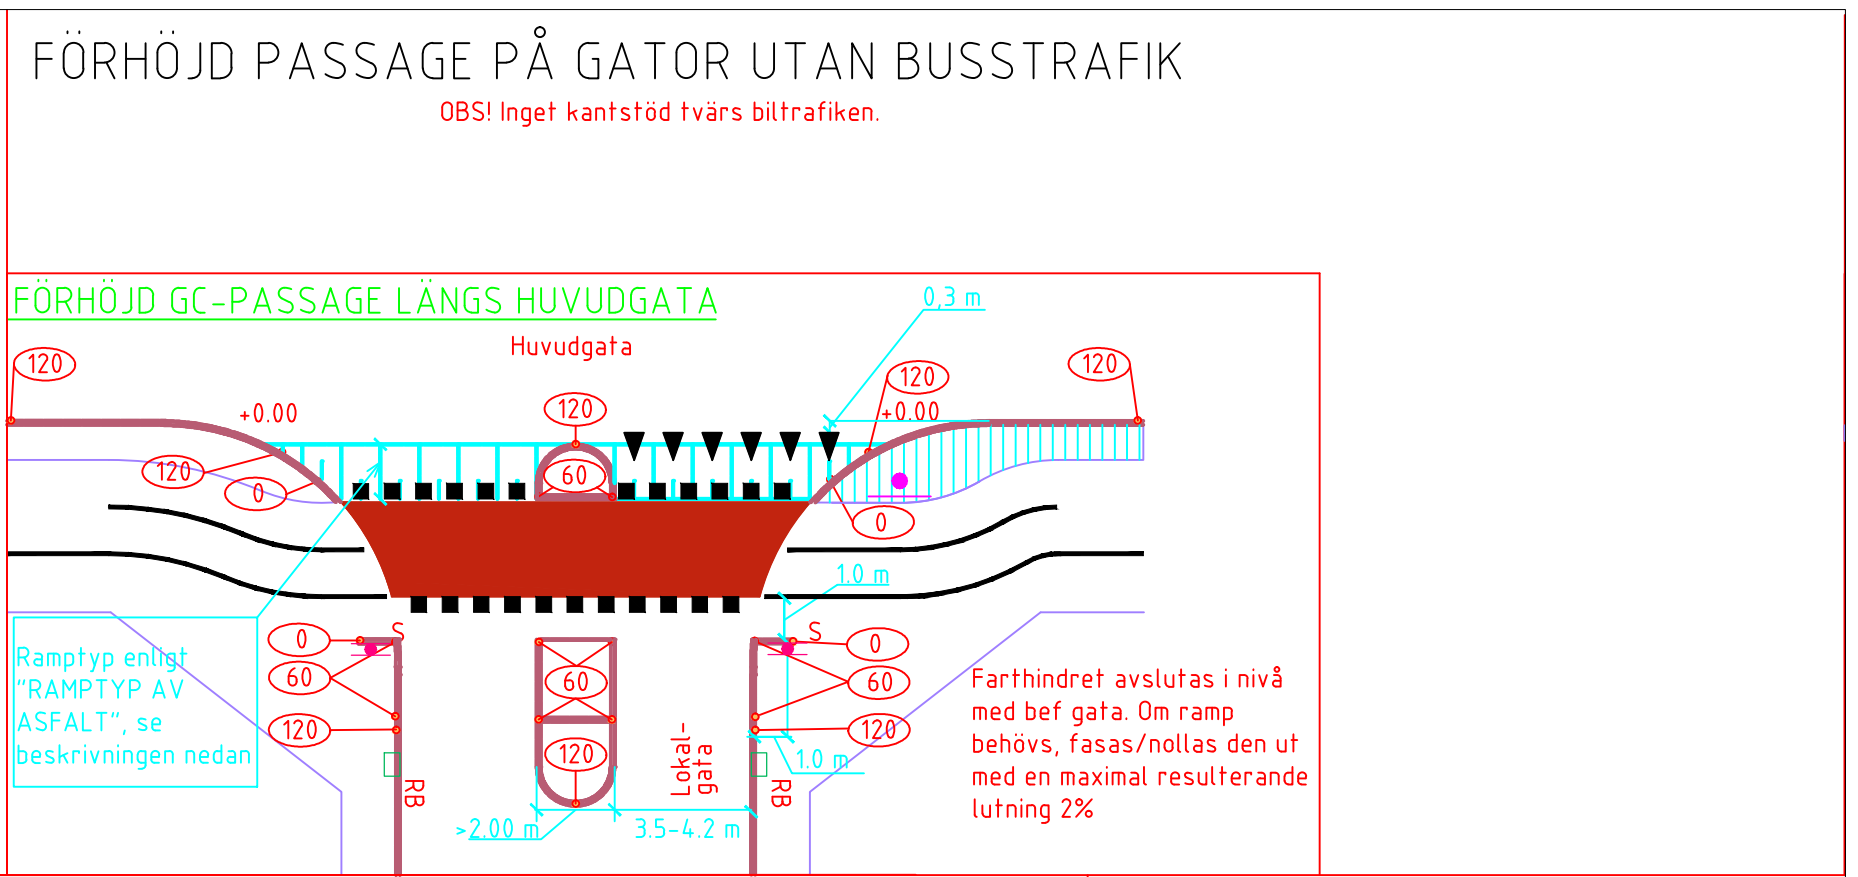 FÖRHÖJD PASSAGE PÅ GATOR UTAN BUSSTRAFIK
OBS! Inget kantstöd tvärs biltrafiken.
FÖRHÖJD GC-PASSAGE LÄNGS HUVUDGATA
0,3 m
Huvudgata
120
120
120
120
+0.00
+0.00
120
120
60
0
0
1.0 m
Ramptyp enligt
"RAMPTYP AV
ASFALT", se
beskrivningen nedan
0
60
120
S
RB
60
120
Lokal-
gata
S
0
60
120
RB
1.0 m
>2.00 m
3.5-4.2 m
Farthindret avslutas i nivå
med bef gata. Om ramp
behövs, fasas/nollas den ut
med en maximal resulterande
lutning 2%